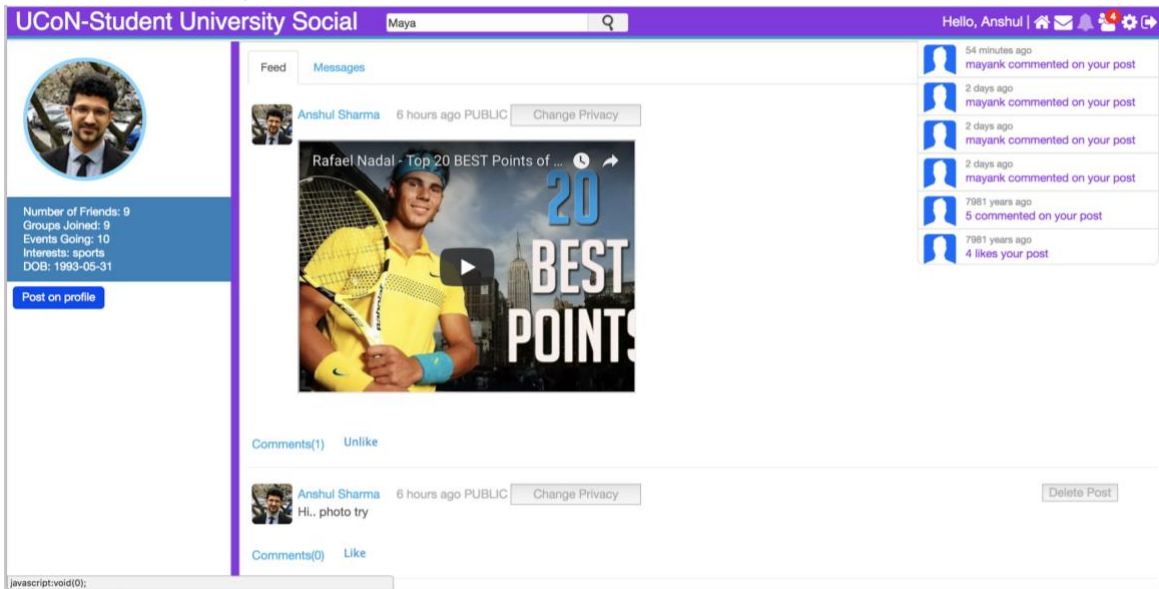 UCoN-Student University Social
Maya
Hello, Anshul |
4
Number of Friends: 9
Groups Joined: 9
Events Going: 10
Interests: sports
DOB: 1993-05-31
Post on profile
Feed Messages
Anshul Sharma 6 hours ago PUBLIC Change Privacy
Rafael Nadal - Top 20 BEST Points of ...
20
BEST
POINTS
Comments(1) Unlike
Anshul Sharma 6 hours ago PUBLIC Change Privacy Delete Post
Hi.. photo try
Comments(0) Like
54 minutes ago
mayank commented on your post
2 days ago
mayank commented on your post
2 days ago
mayank commented on your post
2 days ago
mayank commented on your post
7981 years ago
5 commented on your post
7981 years ago
4 likes your post
javascript:void(0);